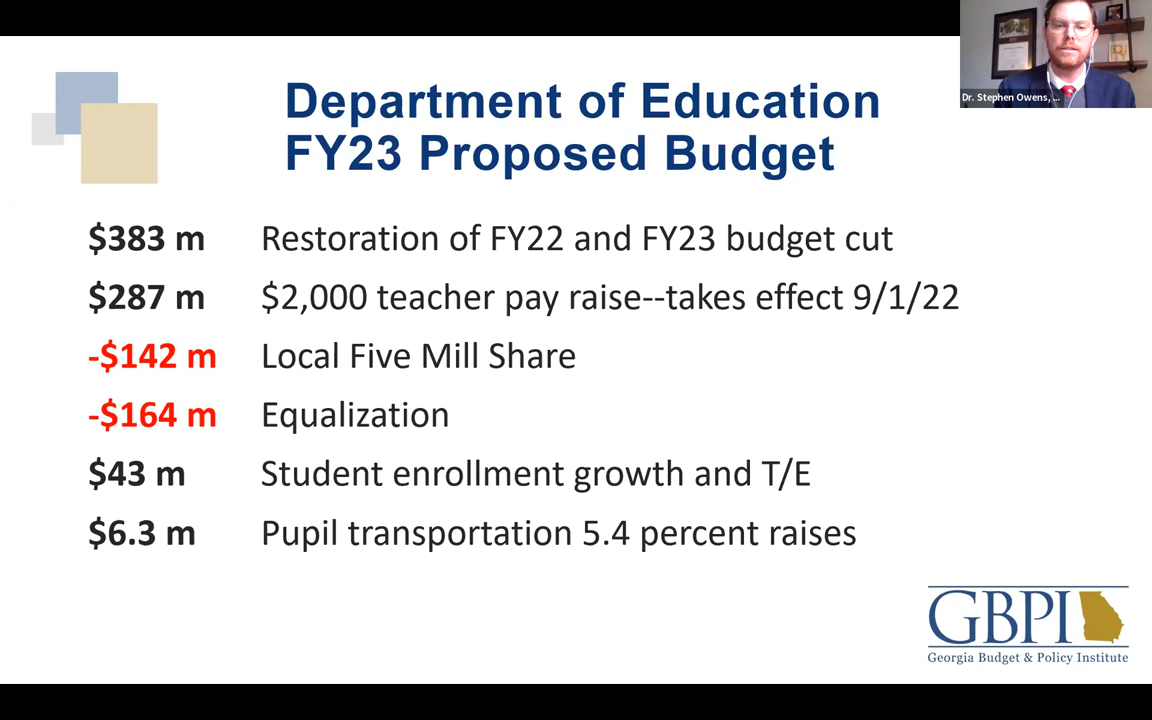 Dr. Stephen Owens, ...
Department of Education
FY23 Proposed Budget
$383 m Restoration of FY22 and FY23 budget cut
$287 m $2,000 teacher pay raise--takes effect 9/1/22
-$142 m Local Five Mill Share
-$164 m Equalization
$43 m Student enrollment growth and T/E
$6.3 m Pupil transportation 5.4 percent raises
GBPI
Georgia Budget & Policy Institute